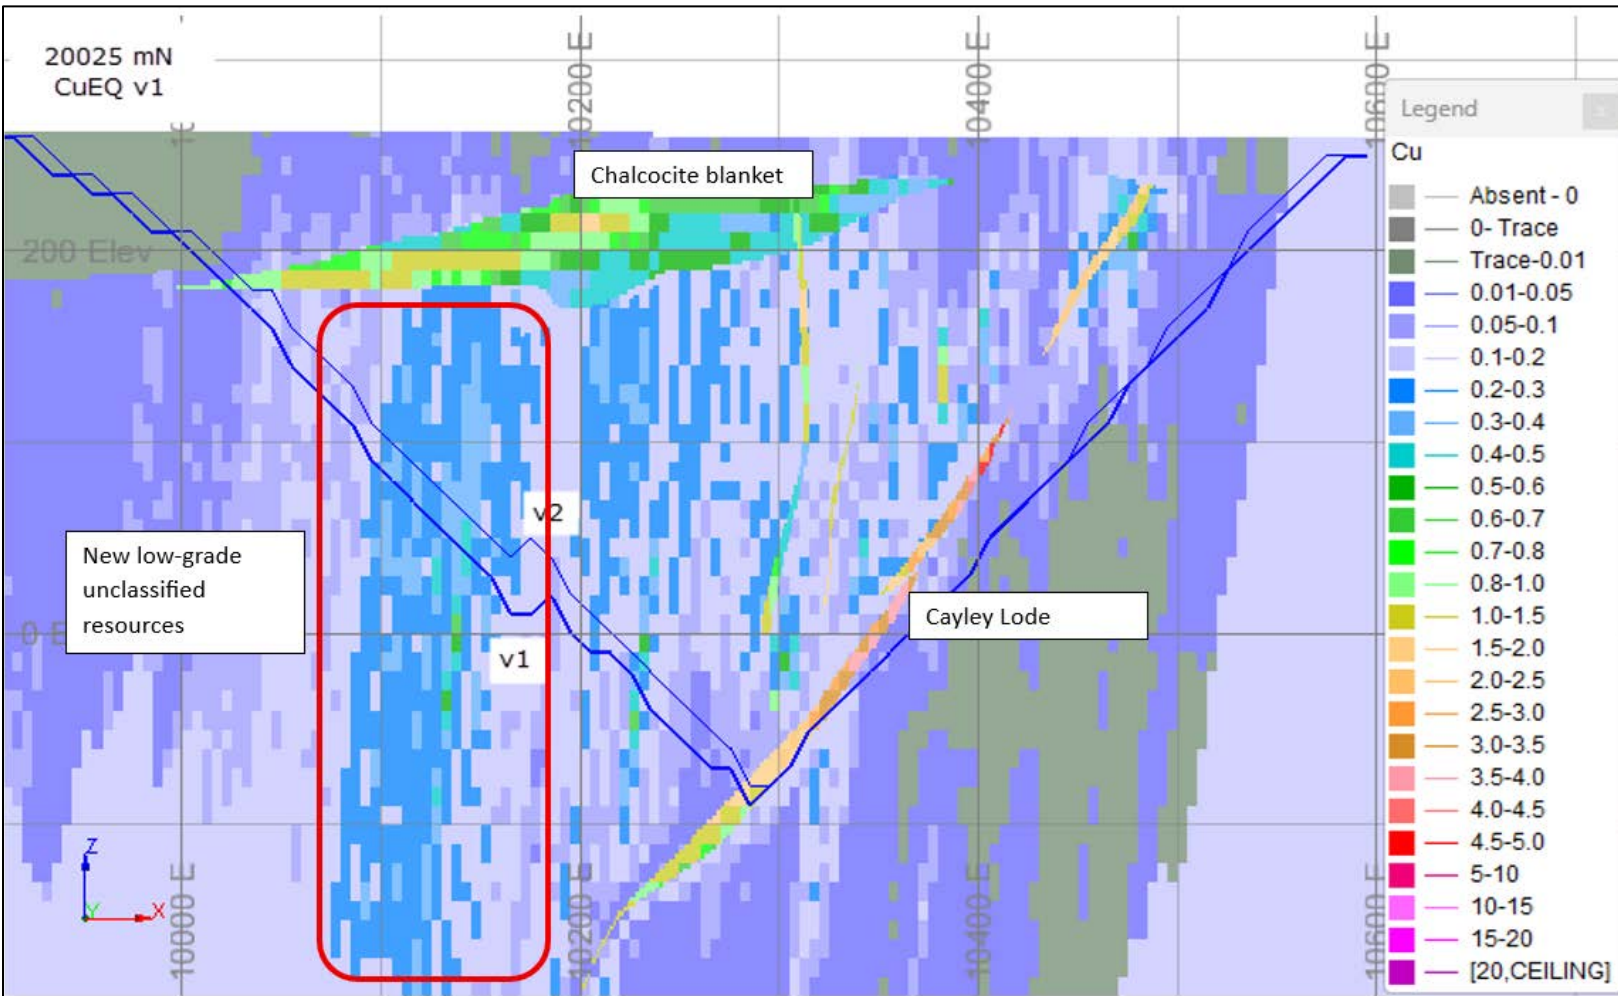 20025 mN
CuEQ v1
10200 E
10400 E
10600 E
Chalcocite blanket
200 Elev
v2
New low-grade
unclassified
resources
0 E
v1
Cayley Lode
Z
Y
X
10000 E
10200 E
10400 E
10600 E
Legend
Cu
Absent - 0
0- Trace
Trace-0.01
0.01-0.05
0.05-0.1
0.1-0.2
0.2-0.3
0.3-0.4
0.4-0.5
0.5-0.6
0.6-0.7
0.7-0.8
0.8-1.0
1.0-1.5
1.5-2.0
2.0-2.5
2.5-3.0
3.0-3.5
3.5-4.0
4.0-4.5
4.5-5.0
5-10
10-15
15-20
[20,CEILING]